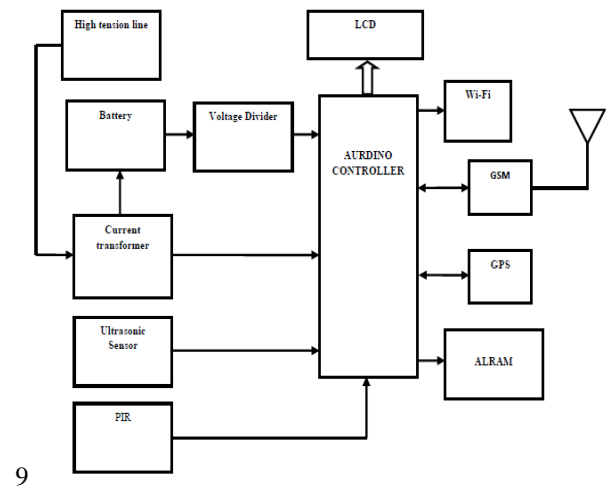 High tension line
LCD
Battery
Voltage Divider
AURDINO
CONTROLLER
Wi-Fi
GSM
Current
transformer
GPS
Ultrasonic
Sensor
ALRAM
PIR
9